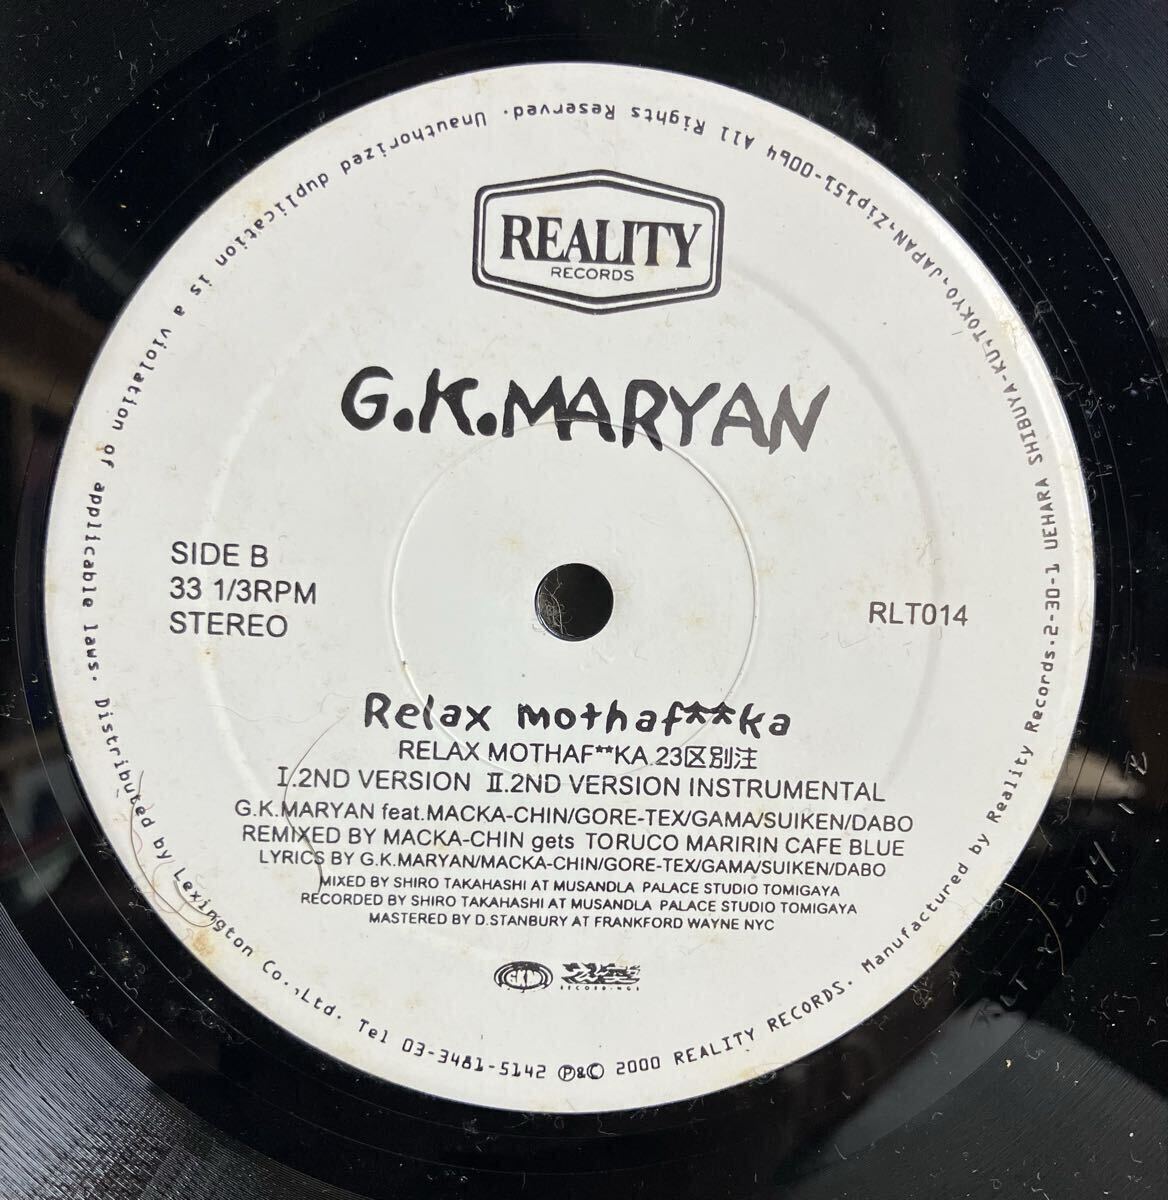 REALITY
RECORDS
G.K.MARYAN
SIDE B
33 1/3RPM
STEREO
RLT014
Relax mothaf**ka
RELAX MOTHAF**KA 23区別注
Ⅰ.2ND VERSION Ⅱ.2ND VERSION INSTRUMENTAL
G.K.MARYAN feat.MACKA-CHIN/GORE-TEX/GAMA/SUIKEN/DABO
REMIXED BY MACKA-CHIN gets TORUCO MARIRIN CAFE BLUE
LYRICS BY G.K.MARYAN/MACKA-CHIN/GORE-TEX/GAMA/SUIKEN/DABO
MIXED BY SHIRO TAKAHASHI AT MUSANDLA PALACE STUDIO TOMIGAYA
RECORDED BY SHIRO TAKAHASHI AT MUSANDLA PALACE STUDIO TOMIGAYA
MASTERED BY D.STANBURY AT FRANKFORD WAYNE NYC
RECORDINGS
Manufactured by Reality Records.2-30-1 UEHARA SHIBUYA-KU,TOKYO,JAPAN,Zip151-0064 All Rights Reserved. Unauthorized duplication is a violation of applicable laws. Distributed by Lexington Co.,Ltd. Tel 03-3481-5142 Ⓟ&© 2000 REALITY RECORDS.